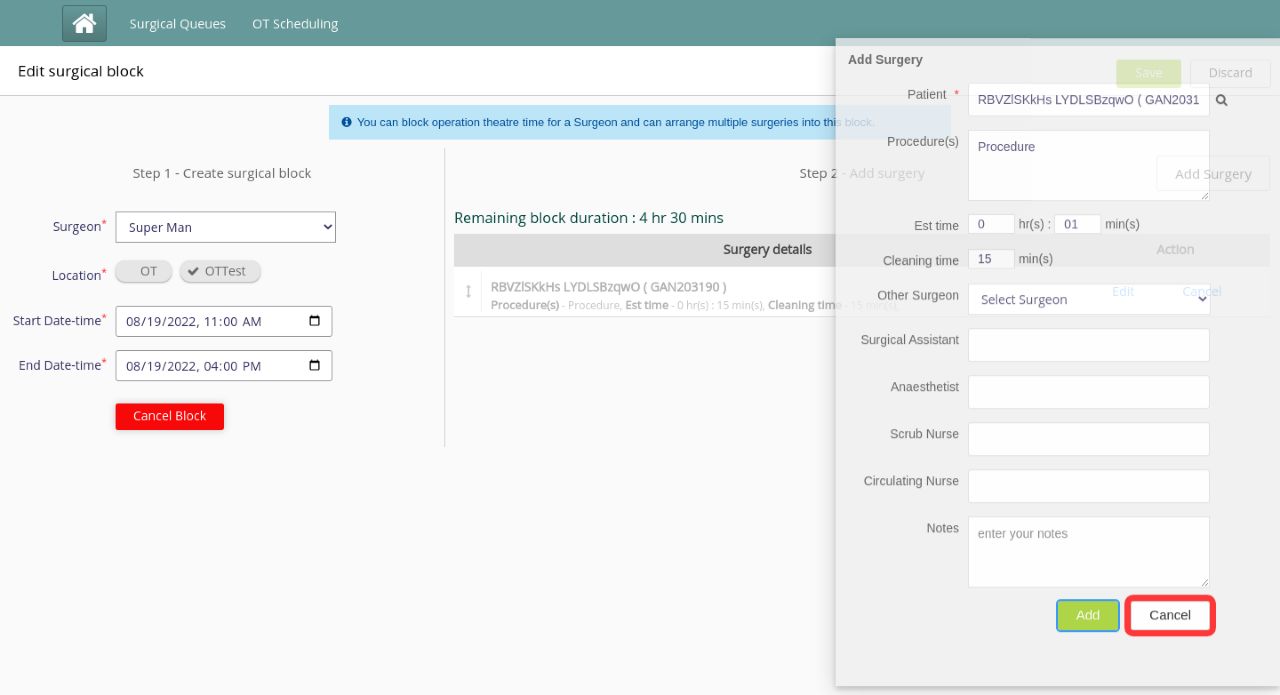 Surgical Queues OT Scheduling
Edit surgical block
Save Discard
You can block operation theatre time for a Surgeon and can arrange multiple surgeries into this block.
Step 1 - Create surgical block
Surgeon* Super Man
Location* OT OTTest
Start Date-time* 08/19/2022, 11:00 AM
End Date-time* 08/19/2022, 04:00 PM
Cancel Block
Step 2 - Add surgery
Add Surgery
Remaining block duration : 4 hr 30 mins
Surgery details Action
RBVZlSKkHs LYDLSBzqwO ( GAN203190 )
Procedure(s) - Procedure, Est time - 0 hr(s) : 15 min(s), Cleaning time - 15 min(s),
Edit Cancel
Add Surgery
Patient * RBVZlSKkHs LYDLSBzqwO ( GAN2031
Procedure(s) Procedure
Est time 0 hr(s) : 01 min(s)
Cleaning time 15 min(s)
Other Surgeon Select Surgeon
Surgical Assistant
Anaesthetist
Scrub Nurse
Circulating Nurse
Notes enter your notes
Add Cancel